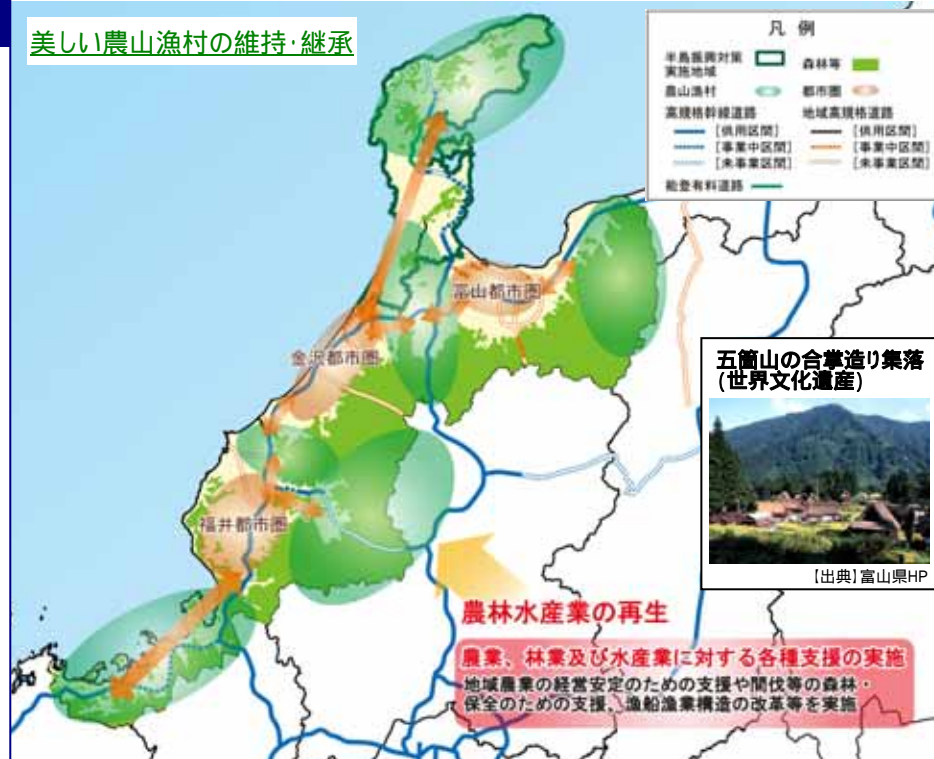 美しい農山漁村の維持・継承
凡 例
半島振興対策
実施地域
森林等
農山漁村
都市圏
高規格幹線道路
地域高規格道路
[供用区間]
[供用区間]
[事業中区間]
[事業中区間]
[未事業区間]
[未事業区間]
能登有料道路
富山都市圏
金沢都市圏
五箇山の合掌造り集落
(世界文化遺産)
福井都市圏
【出典】富山県HP
農林水産業の再生
農業、林業及び水産業に対する各種支援の実施
地域農業の経営安定のための支援や間伐等の森林・
保全のための支援、漁船漁業構造の改革等を実施